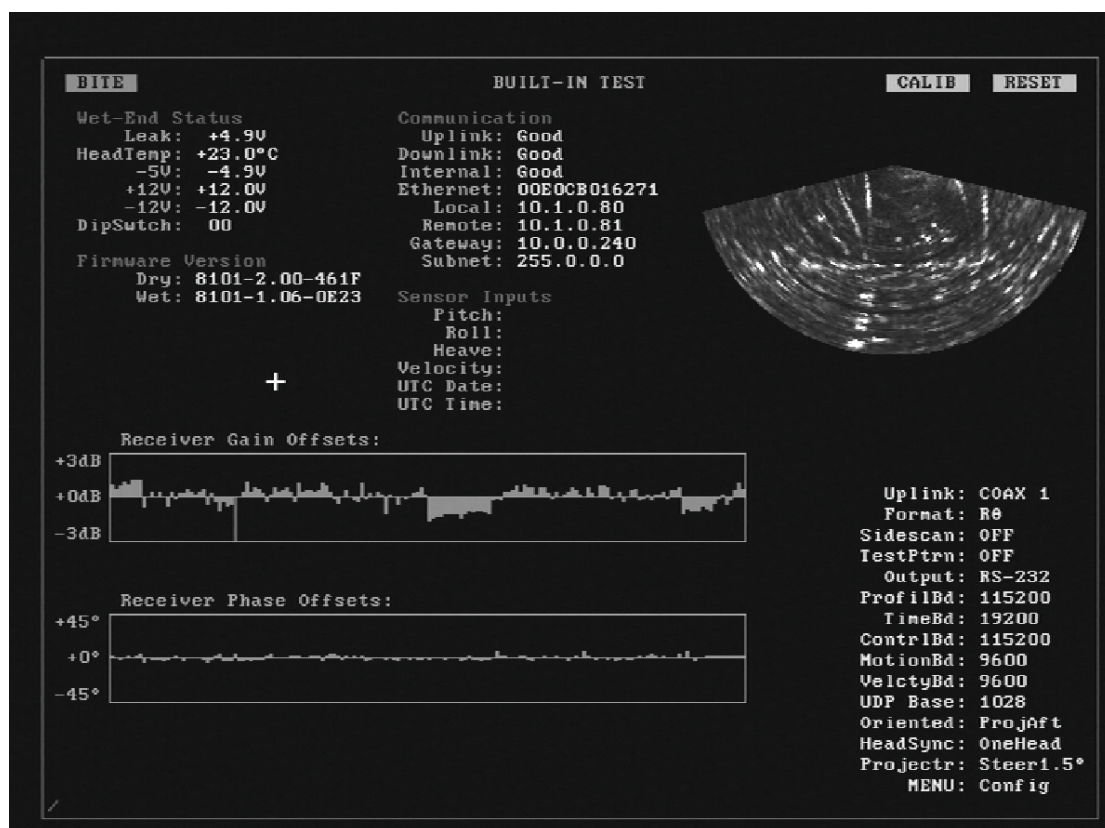 BITE
BUILT-IN TEST
CALIB
RESET
Wet-End Status
Leak: +4.9V
HeadTemp: +23.0°C
-5V: -4.9V
+12V: +12.0V
-12V: -12.0V
DipSwtch: 00
Firmware Version
Dry: 8101-2.00-461F
Wet: 8101-1.06-0E23
Communication
Uplink: Good
Downlink: Good
Internal: Good
Ethernet: 00E0CB016271
Local: 10.1.0.80
Remote: 10.1.0.81
Gateway: 10.0.0.240
Subnet: 255.0.0.0
Sensor Inputs
Pitch:
Roll:
Heave:
Velocity:
UTC Date:
UTC Time:
Receiver Gain Offsets:
+3dB
+0dB
-3dB
Receiver Phase Offsets:
+45°
+0°
-45°
Uplink: COAX 1
Format: Rθ
Sidescan: OFF
TestPtrn: OFF
Output: RS-232
ProfilBd: 115200
TimeBd: 19200
ContrlBd: 115200
MotionBd: 9600
VelctyBd: 9600
UDP Base: 1028
Oriented: ProjAft
HeadSync: OneHead
Projectr: Steer1.5°
MENU: Config